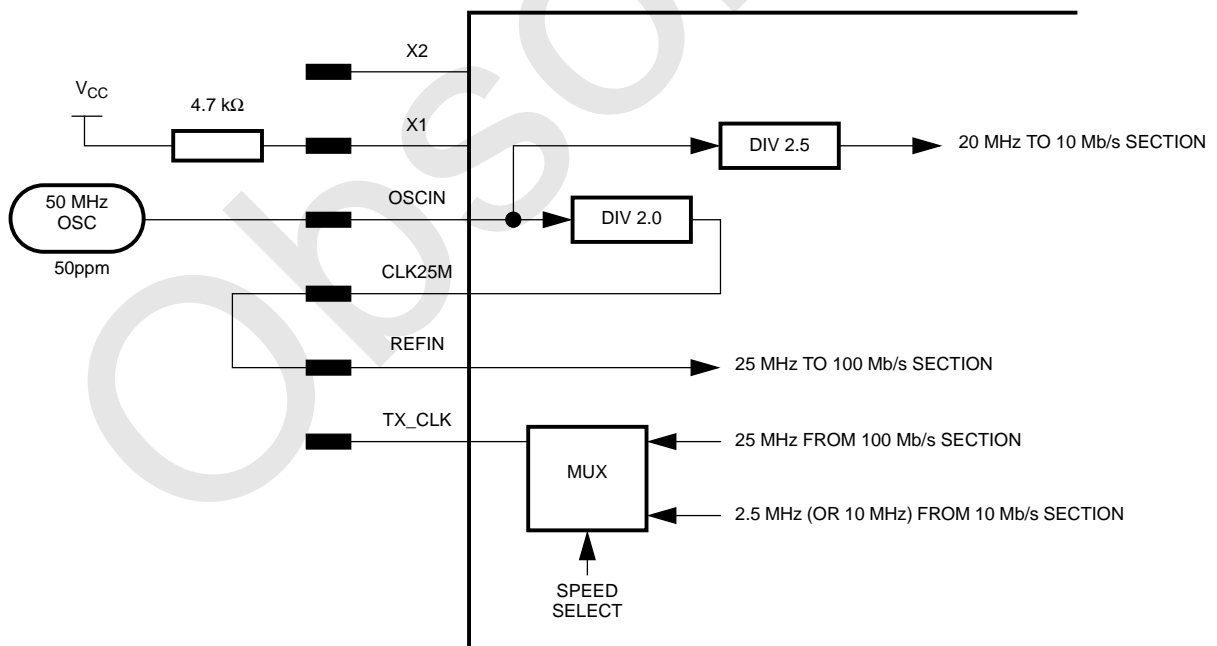 X2
V_CC
4.7 kΩ
X1
DIV 2.5
20 MHz TO 10 Mb/s SECTION
50 MHz
OSC
OSCIN
DIV 2.0
50ppm
CLK25M
REFIN
25 MHz TO 100 Mb/s SECTION
TX_CLK
25 MHz FROM 100 Mb/s SECTION
MUX
2.5 MHz (OR 10 MHz) FROM 10 Mb/s SECTION
SPEED
SELECT
Obso